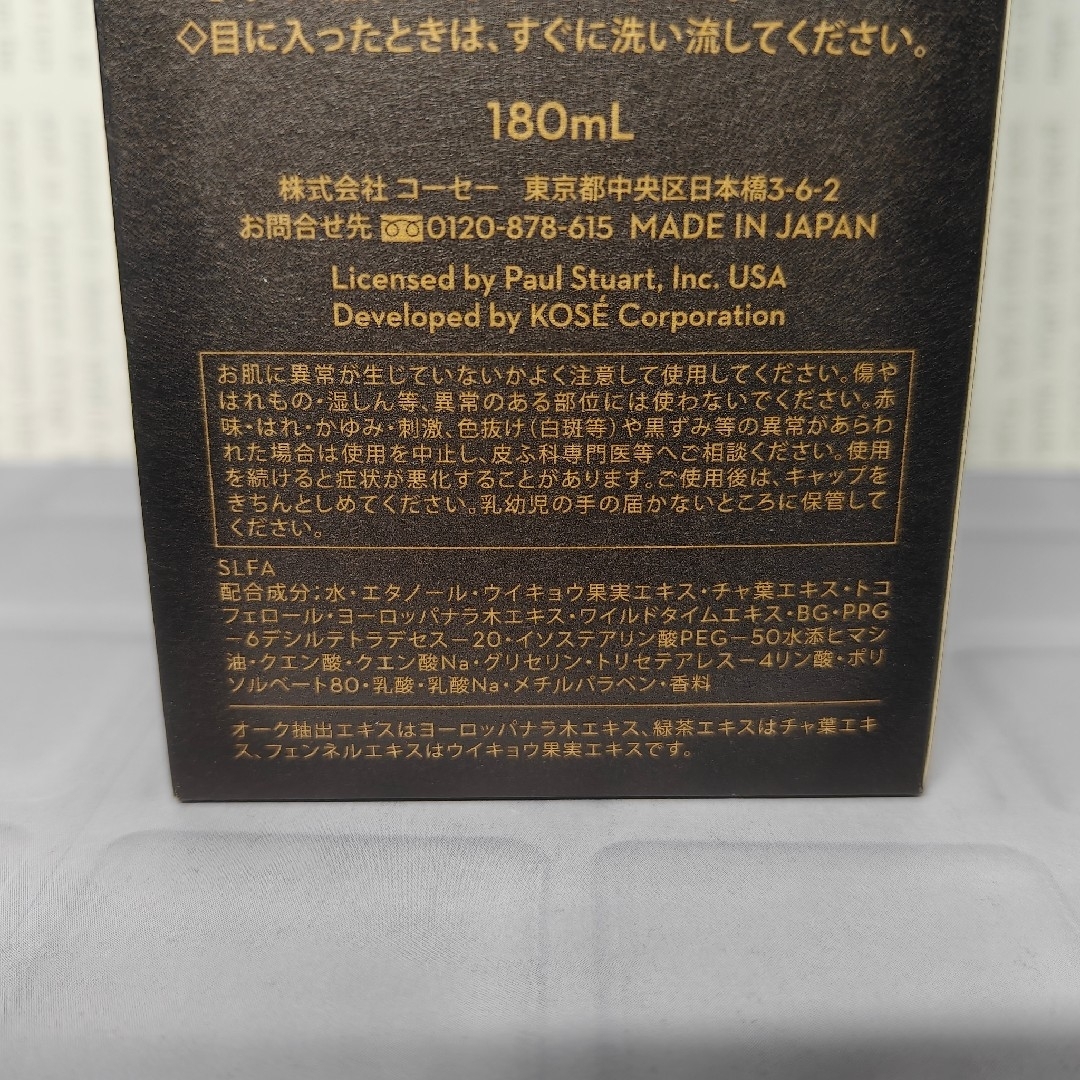 ◇目に入ったときは、すぐに洗い流してください。
180mL
株式会社 コーセー 東京都中央区日本橋3-6-2
お問合せ先 0120-878-615 MADE IN JAPAN
Licensed by Paul Stuart, Inc. USA
Developed by KOSÉ Corporation
お肌に異常が生じていないかよく注意して使用してください。傷や
はれもの・湿しん等、異常のある部位には使わないでください。赤
味・はれ・かゆみ・刺激、色抜け(白斑等)や黒ずみ等の異常があらわ
れた場合は使用を中止し、皮ふ科専門医等へご相談ください。使用
を続けると症状が悪化することがあります。ご使用後は、キャップを
きちんとしめてください。乳幼児の手の届かないところに保管して
ください。
SLFA
配合成分:水・エタノール・ウイキョウ果実エキス・チャ葉エキス・トコ
フェロール・ヨーロッパナラ木エキス・ワイルドタイムエキス・BG・PPG
-6デシルテトラデセス-20・イソステアリン酸PEG-50水添ヒマシ
油・クエン酸・クエン酸Na・グリセリン・トリセテアレス-4リン酸・ポリ
ソルベート80・乳酸・乳酸Na・メチルパラベン・香料
オーク抽出エキスはヨーロッパナラ木エキス、緑茶エキスはチャ葉エキ
ス、フェンネルエキスはウイキョウ果実エキスです。